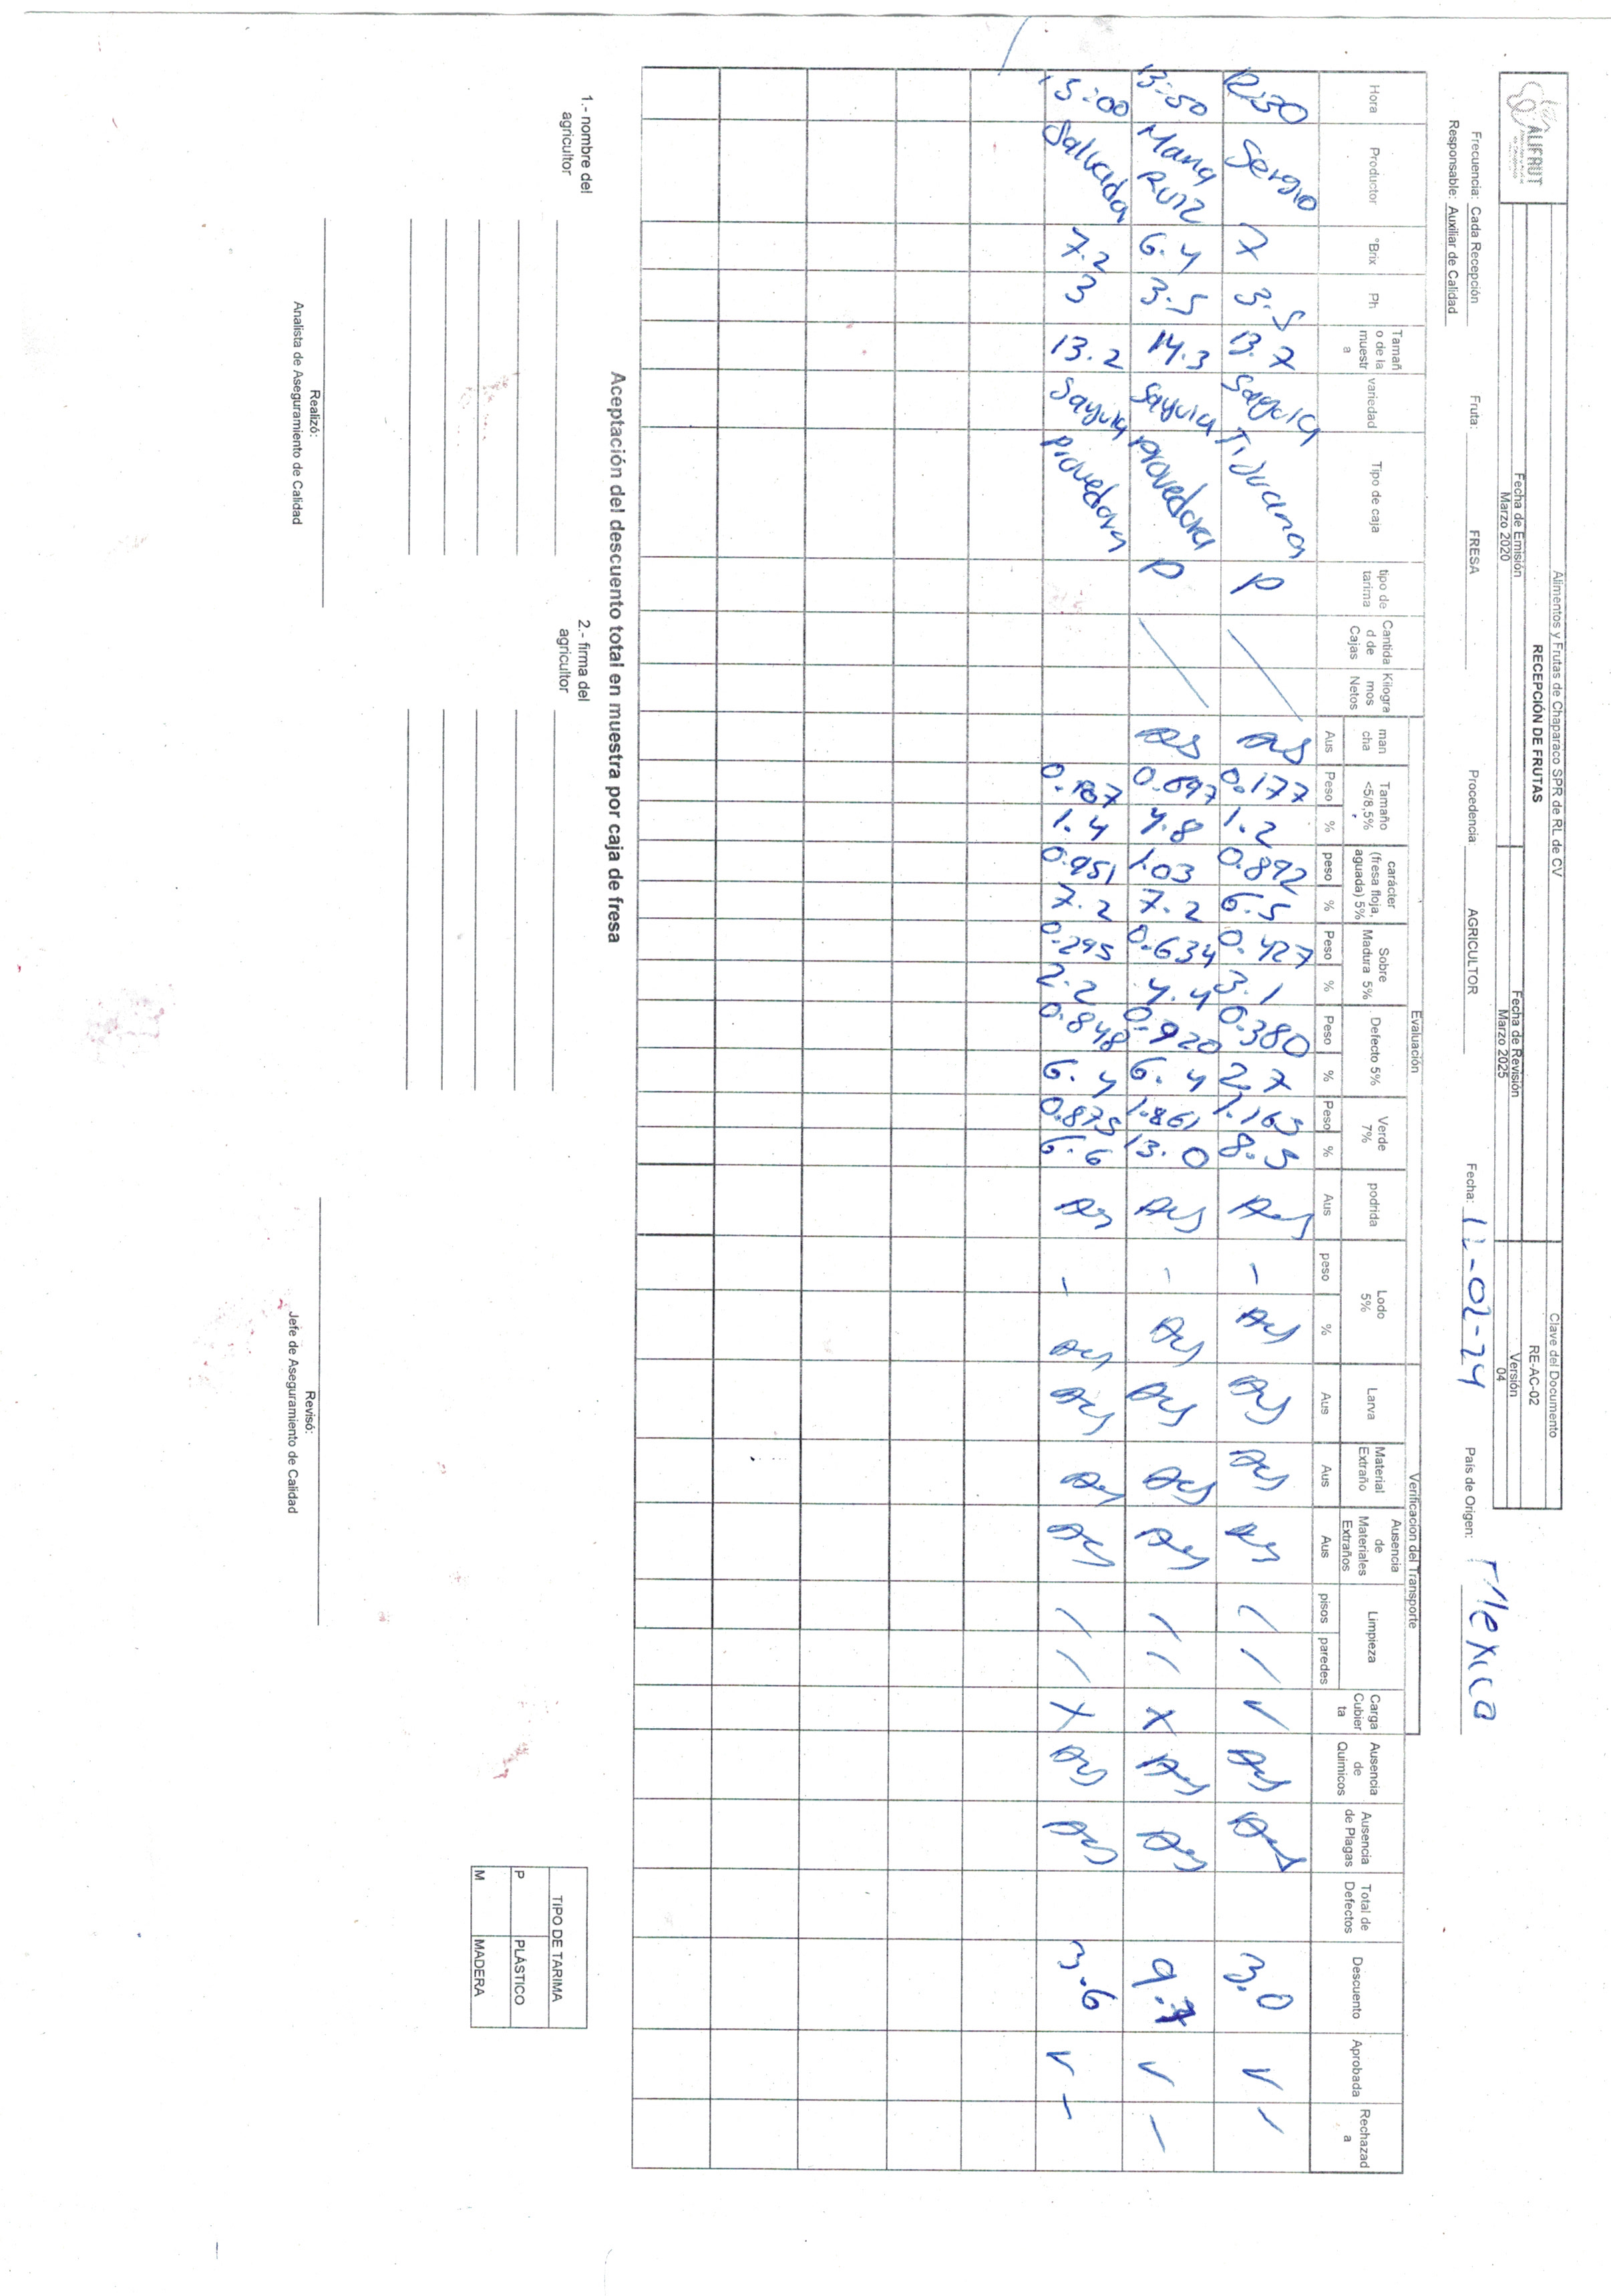 ALIFRUT
Alimentos y Frutas de Chaparaco SPR de RL de CV
RECEPCIÓN DE FRUTAS
Fecha de Emisión
Marzo 2020
Fecha de Revisión
Marzo 2025
Clave del Documento
RE-AC-02
Versión
04
Frecuencia: Cada Recepción Fruta: FRESA Procedencia: AGRICULTOR Fecha: 12-02-24 País de Origen: Mexico
Responsable: Auxiliar de Calidad
Evaluación Verificacion del Transporte
Hora Productor °Brix Ph Tamaño de la muestra variedad Tipo de caja tipo de tarima Cantidad de Cajas Kilogramos Netos mancha Tamaño <5/8,5% carácter (fresa floja, aguada) 5% Sobre Madura 5% Defecto 5% Verde 7% podrida Lodo 5% Larva Material Extraño Ausencia de Materiales Extraños Limpieza Carga Cubierta Ausencia de Quimicos Ausencia de Plagas Total de Defectos Descuento Aprobada Rechazada
Aus Peso % peso % Peso % Peso % Peso % Aus peso % Aus Aus Aus pisos paredes
12:30 Sergio 7 3.5 13.7 Sayula Tijuana P / Aus 0.177 1.2 0.892 6.5 0.427 3.1 0.380 2.7 1.163 8.5 Aus - Aus Aus Aus Aus / / ✓ Aus Aus 3.0 ✓ -
13:50 Maria Ruiz 6.4 3.5 14.3 Sayula provedora P / Aus 0.697 4.8 1.03 7.2 0.634 4.4 0.920 6.4 1.861 13.0 Aus - Aus Aus Aus Aus / / X Aus Aus 9.7 ✓ -
15:00 Salucida 7.2 3 13.2 Sayula Provedora 0.187 1.4 0.951 7.2 0.295 2.2 0.848 6.4 0.875 6.6 Aus - Aus Aus Aus Aus / / X Aus Aus 3.6 ✓ -
Aceptación del descuento total en muestra por caja de fresa
1.- nombre del agricultor
2.- firma del agricultor
TIPO DE TARIMA
P PLÁSTICO
M MADERA
Realizó:
Analista de Aseguramiento de Calidad
Revisó:
Jefe de Aseguramiento de Calidad